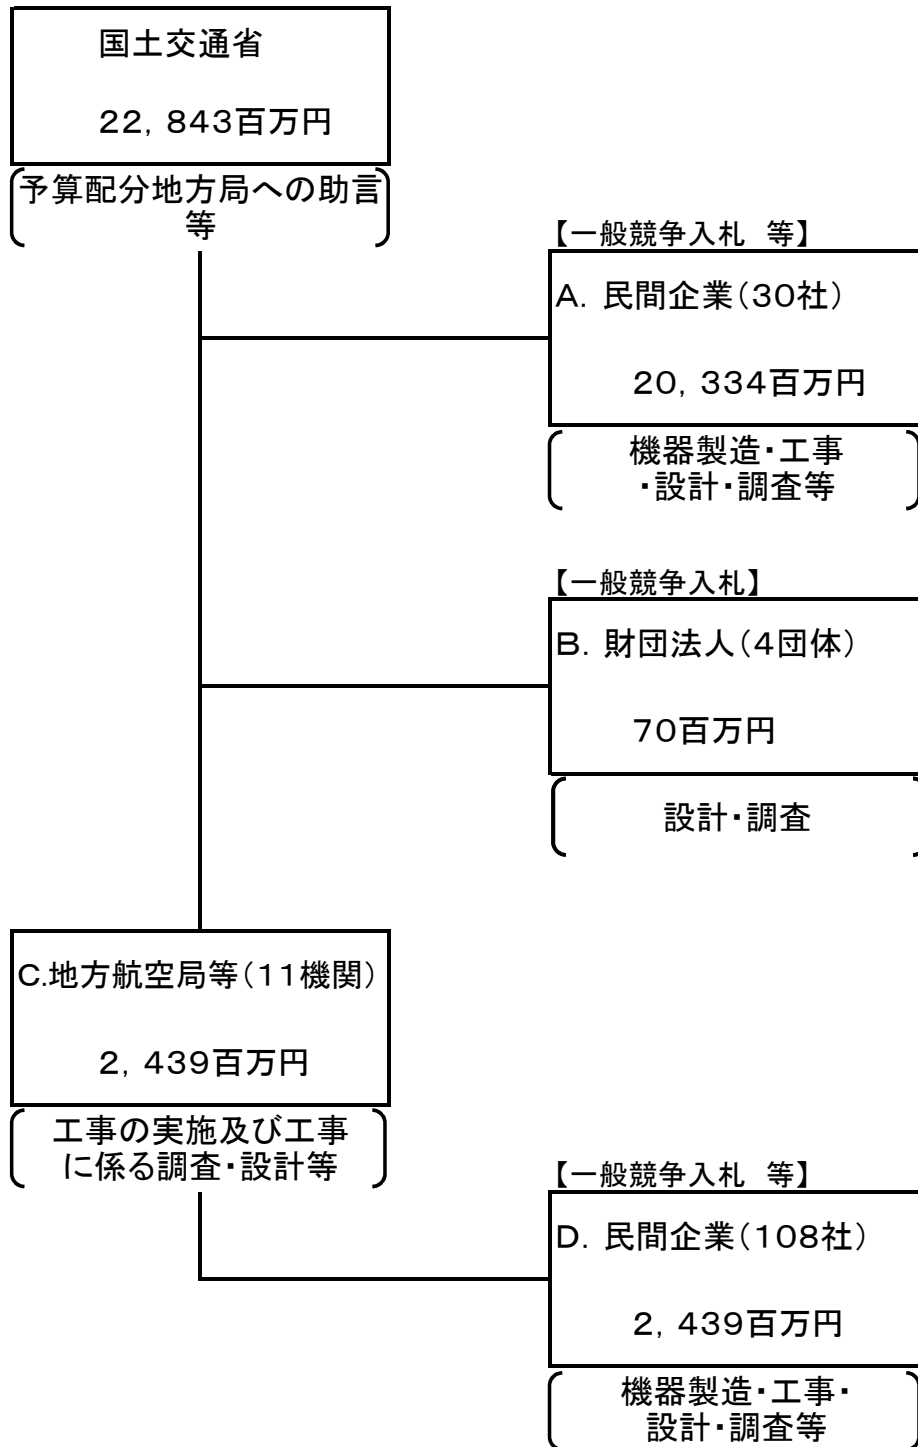 国土交通省
22,843百万円
予算配分地方局への助言
等
【一般競争入札　等】
A. 民間企業(30社)
20,334百万円
機器製造・工事
・設計・調査等
【一般競争入札】
B. 財団法人(4団体)
70百万円
設計・調査
C.地方航空局等(11機関)
2,439百万円
工事の実施及び工事
に係る調査・設計等
【一般競争入札　等】
D. 民間企業(108社)
2,439百万円
機器製造・工事・
設計・調査等